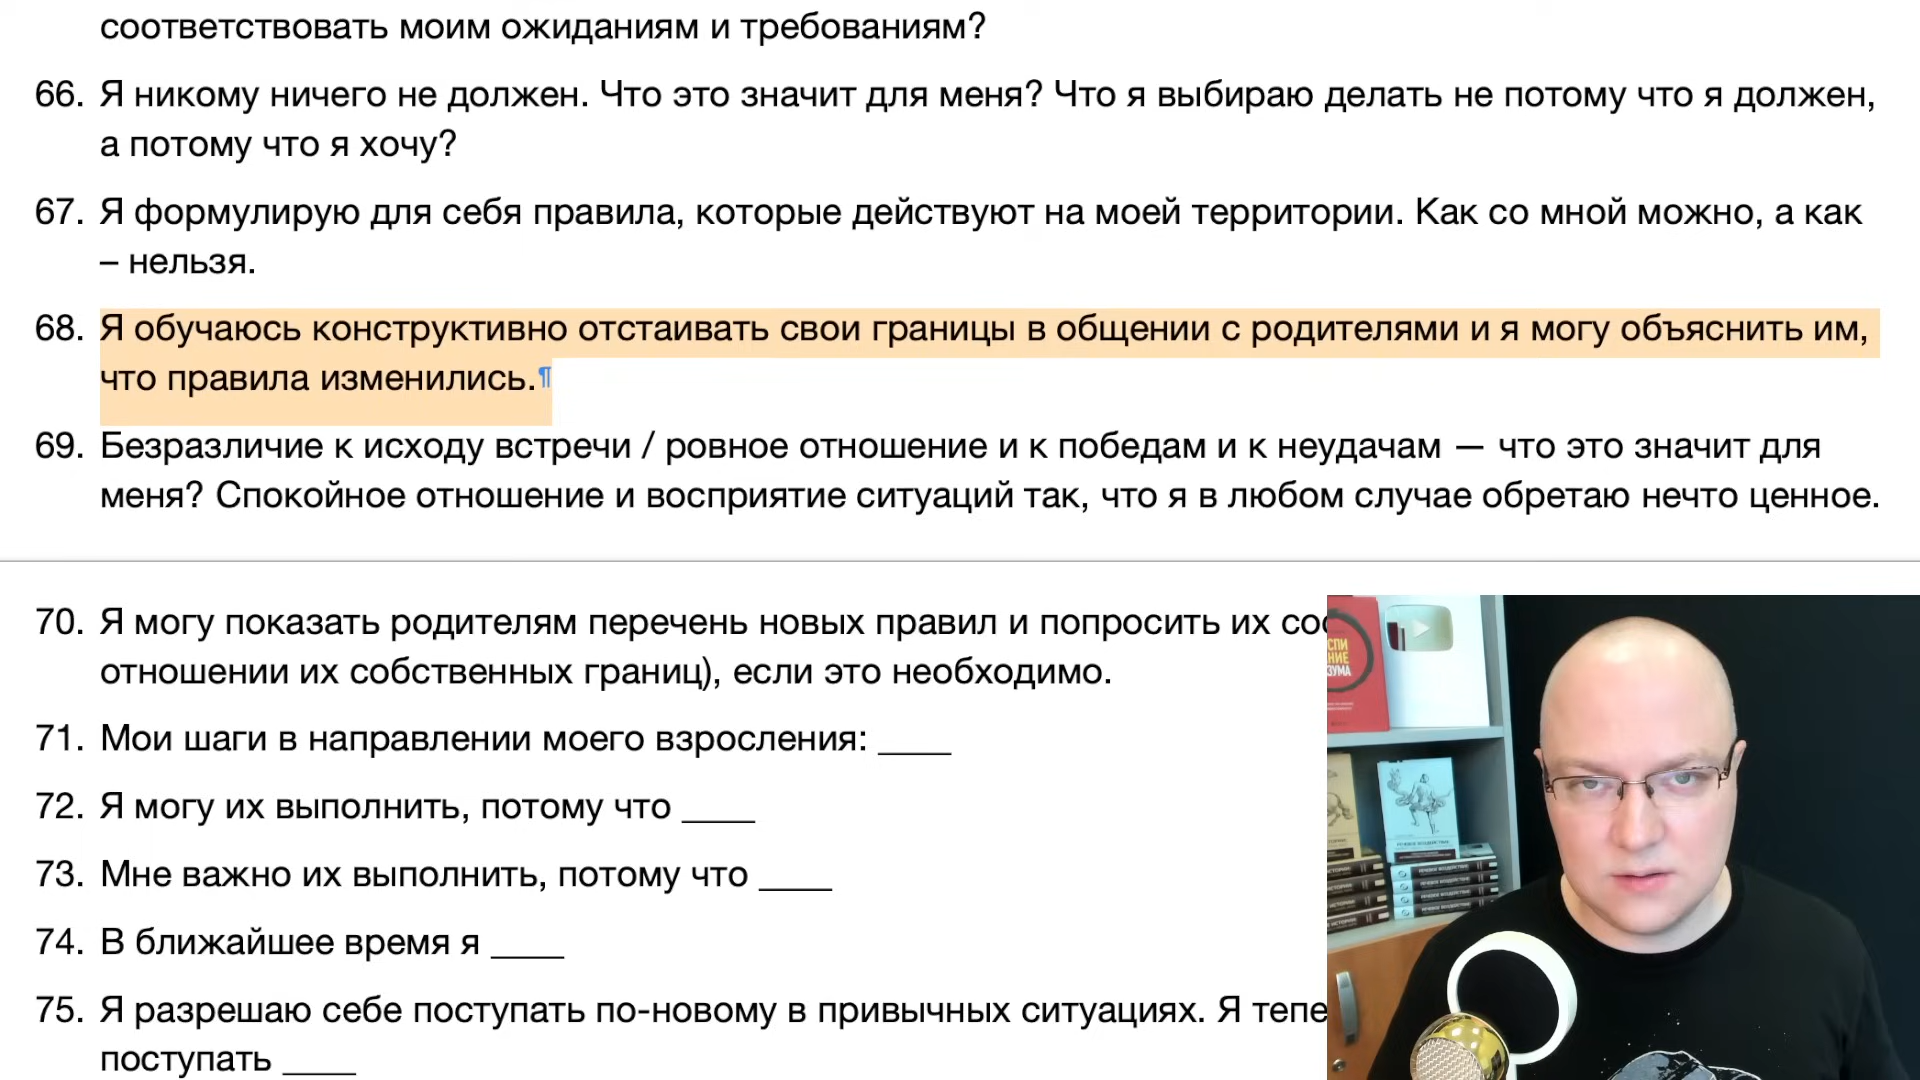 соответствовать моим ожиданиям и требованиям?
66. Я никому ничего не должен. Что это значит для меня? Что я выбираю делать не потому что я должен,
а потому что я хочу?
67. Я формулирую для себя правила, которые действуют на моей территории. Как со мной можно, а как
– нельзя.
68. Я обучаюсь конструктивно отстаивать свои границы в общении с родителями и я могу объяснить им,
что правила изменились.¶
69. Безразличие к исходу встречи / ровное отношение и к победам и к неудачам — что это значит для
меня? Спокойное отношение и восприятие ситуаций так, что я в любом случае обретаю нечто ценное.
70. Я могу показать родителям перечень новых правил и попросить их
отношении их собственных границ), если это необходимо.
71. Мои шаги в направлении моего взросления: ____
72. Я могу их выполнить, потому что ____
73. Мне важно их выполнить, потому что ____
74. В ближайшее время я ____
75. Я разрешаю себе поступать по-новому в привычных ситуациях. Я тепе
поступать ____